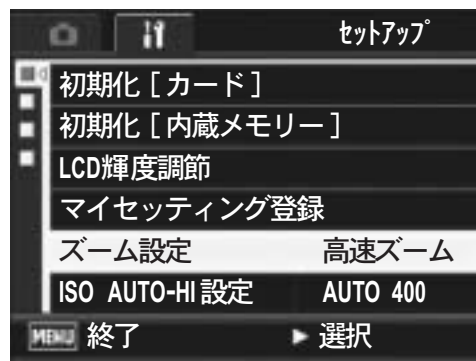 セットアップ
初期化［カード］
初期化［内蔵メモリー］
LCD輝度調節
マイセッティング登録
ズーム設定 高速ズーム
ISO AUTO-HI設定 AUTO 400
MENU 終了 ▶ 選択